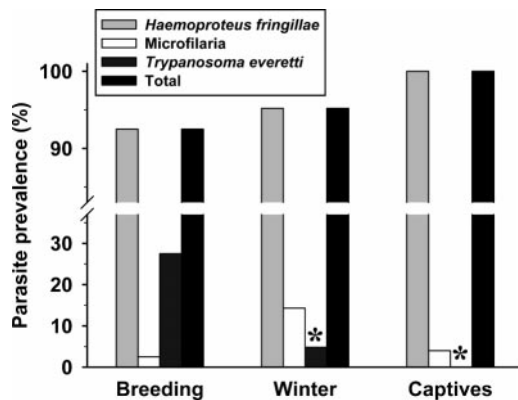 Haemoproteus fringillae
Microfilaria
Trypanosoma everetti
Total
Parasite prevalence (%)
100
90
30
20
10
0
*
*
Breeding Winter Captives